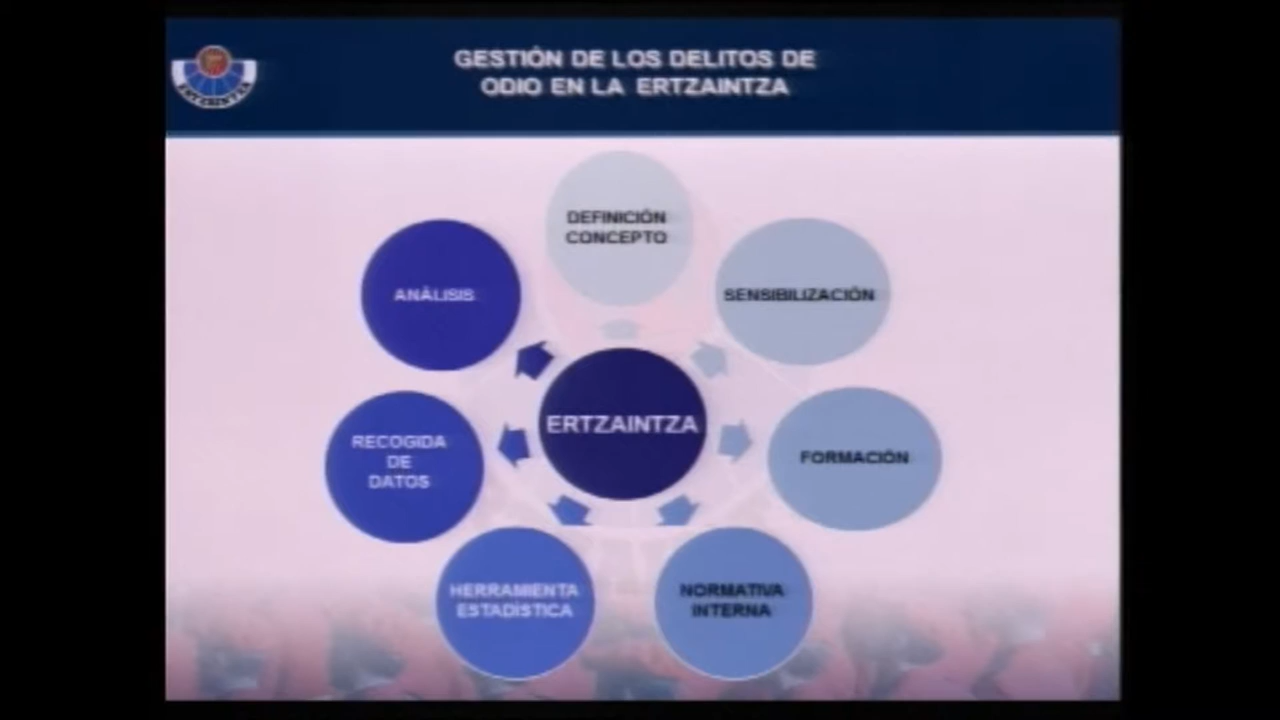 GESTIÓN DE LOS DELITOS DE
ODIO EN LA ERTZAINTZA
ERTZAINTZA
DEFINICIÓN
CONCEPTO
SENSIBILIZACIÓN
FORMACIÓN
NORMATIVA
INTERNA
HERRAMIENTA
ESTADÍSTICA
RECOGIDA
DE
DATOS
ANÁLISIS
ERTZAINTZA